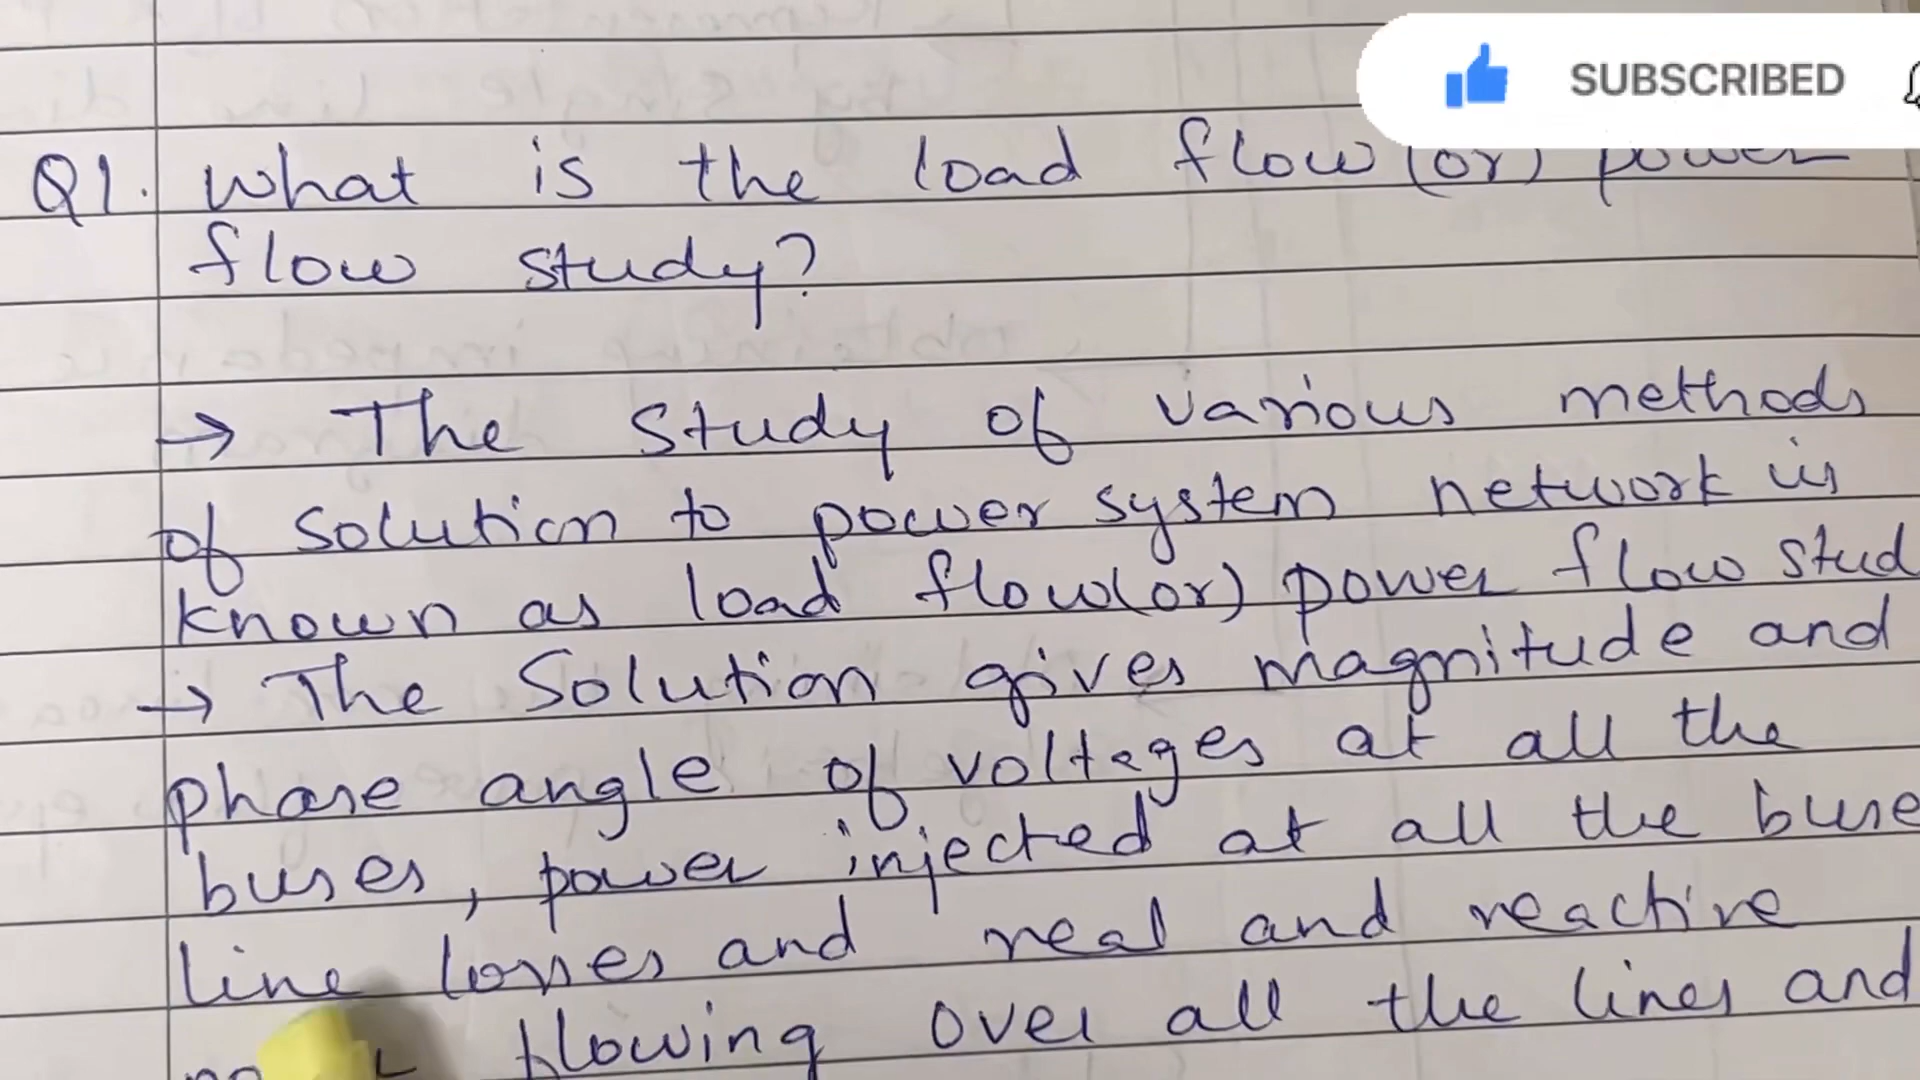 SUBSCRIBED
Q1. What is the load flow (or) power
flow study?
→ The study of various methods
of solution to power system network is
known as load flow(or) power flow stud
→ The Solution gives magnitude and
phase angle of voltages at all the
buses, power injected at all the buse
line losses and real and reactive
flowing over all the lines and